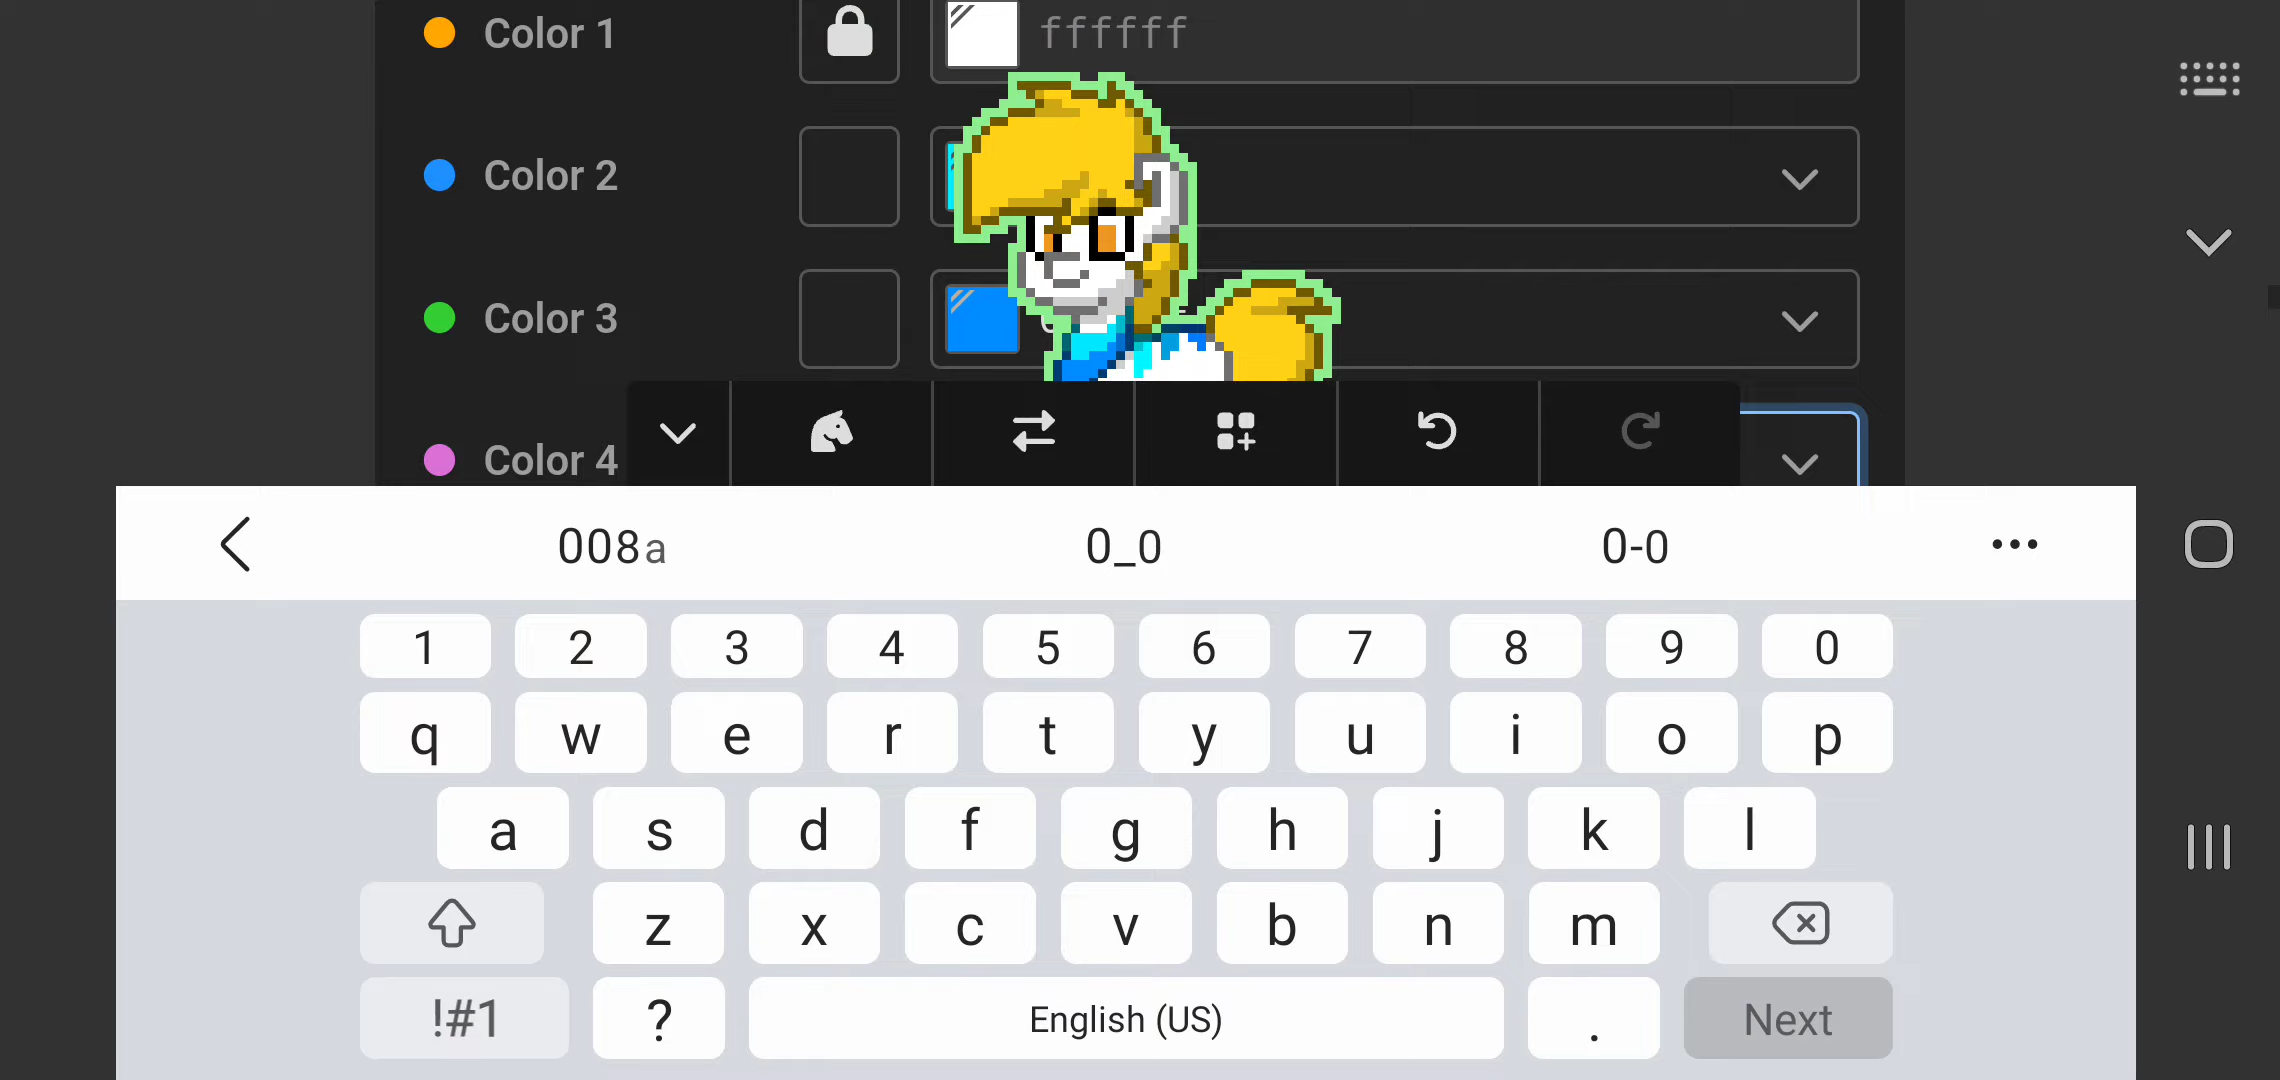 Color 1 ffffff
Color 2
Color 3
Color 4
008a 0_0 0-0 •••
1 2 3 4 5 6 7 8 9 0
q w e r t y u i o p
a s d f g h j k l
z x c v b n m
!#1 ? English (US) . Next